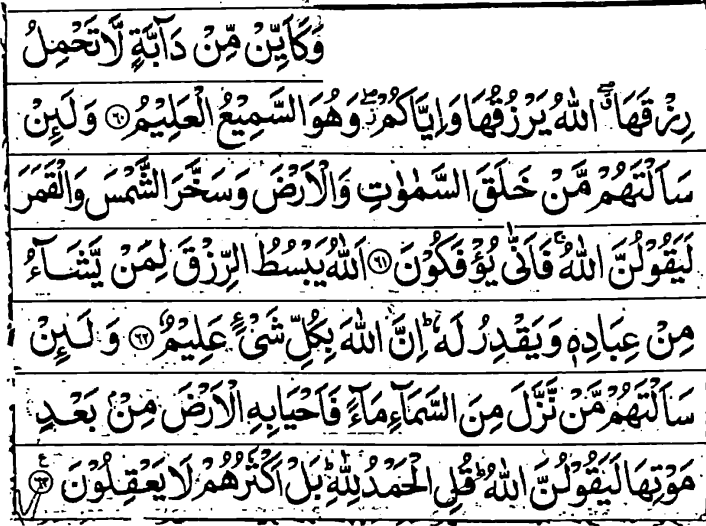 وَكَاَيِّنْ مِّنْ دَآبَّةٍ لَّا تَحْمِلُ
رِزْقَهَا ۖۗ اَللّٰهُ يَرْزُقُهَا وَاِيَّاكُمْ ۖ ز وَهُوَ السَّمِيْعُ الْعَلِيْمُ ﴿٦٠﴾ وَلَئِنْ
سَاَلْتَهُمْ مَّنْ خَلَقَ السَّمٰوٰتِ وَالْاَرْضَ وَسَخَّرَ الشَّمْسَ وَالْقَمَرَ
لَيَقُوْلُنَّ اللّٰهُ ۚ فَاَنّٰى يُؤْفَكُوْنَ ﴿٦١﴾ اَللّٰهُ يَبْسُطُ الرِّزْقَ لِمَنْ يَّشَآءُ
مِنْ عِبَادِهٖ وَيَقْدِرُ لَهٗ ؕ اِنَّ اللّٰهَ بِكُلِّ شَىْءٍ عَلِيْمٌ ﴿٦٢﴾ وَلَئِنْ
سَاَلْتَهُمْ مَّنْ نَّزَّلَ مِنَ السَّمَآءِ مَآءً فَاَحْيَا بِهِ الْاَرْضَ مِنْۢ بَعْدِ
مَوْتِهَا لَيَقُوْلُنَّ اللّٰهُ ؕ قُلِ الْحَمْدُ لِلّٰهِ ؕ بَلْ اَكْثَرُهُمْ لَا يَعْقِلُوْنَ ﴿٦٣﴾ ع